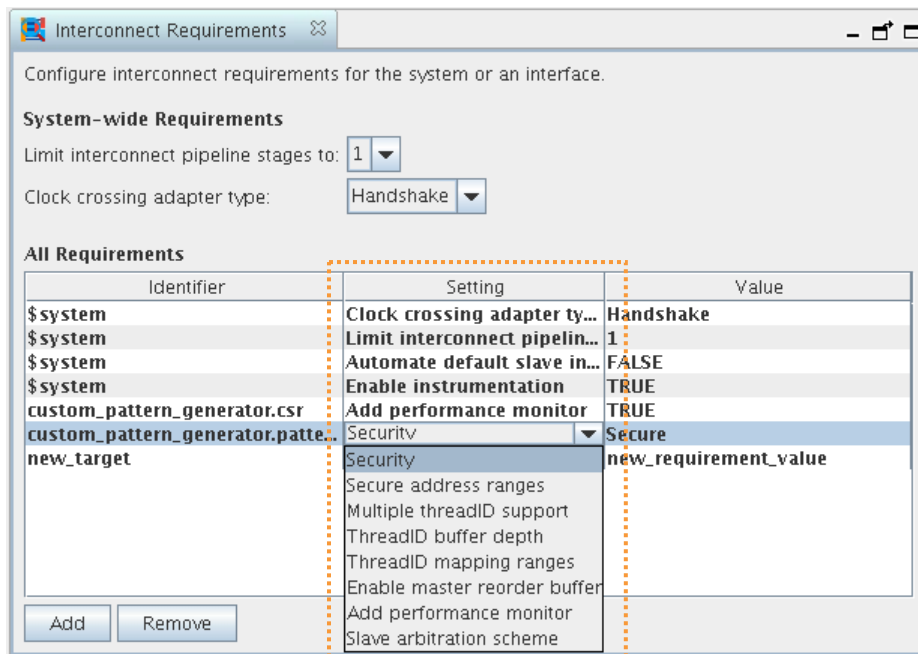 Interconnect Requirements
Configure interconnect requirements for the system or an interface.
System-wide Requirements
Limit interconnect pipeline stages to: 1
Clock crossing adapter type: Handshake
All Requirements
Identifier Setting Value
$system Clock crossing adapter ty... Handshake
$system Limit interconnect pipelin... 1
$system Automate default slave in... FALSE
$system Enable instrumentation TRUE
custom_pattern_generator.csr Add performance monitor TRUE
custom_pattern_generator.patte... Security Secure
new_target Security new_requirement_value
Secure address ranges
Multiple threadID support
ThreadID buffer depth
ThreadID mapping ranges
Enable master reorder buffer
Add performance monitor
Slave arbitration scheme
Add Remove